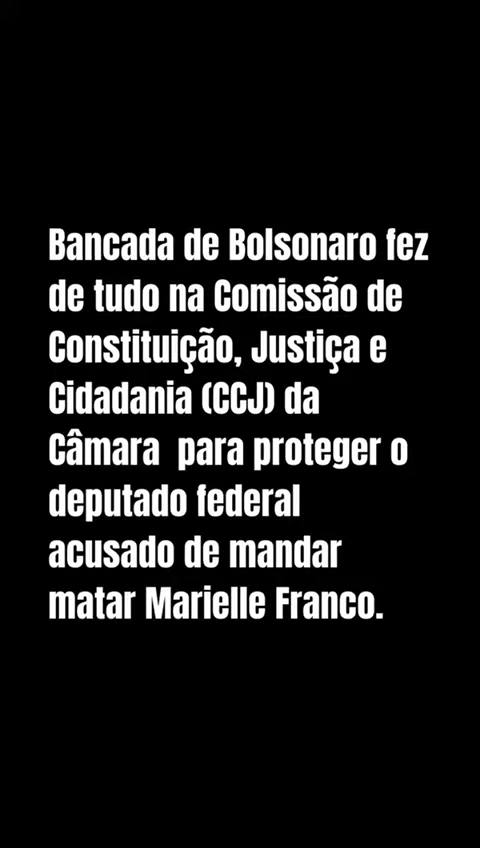 Bancada de Bolsonaro fez
de tudo na Comissão de
Constituição, Justiça e
Cidadania (CCJ) da
Câmara  para proteger o
deputado federal
acusado de mandar
matar Marielle Franco.